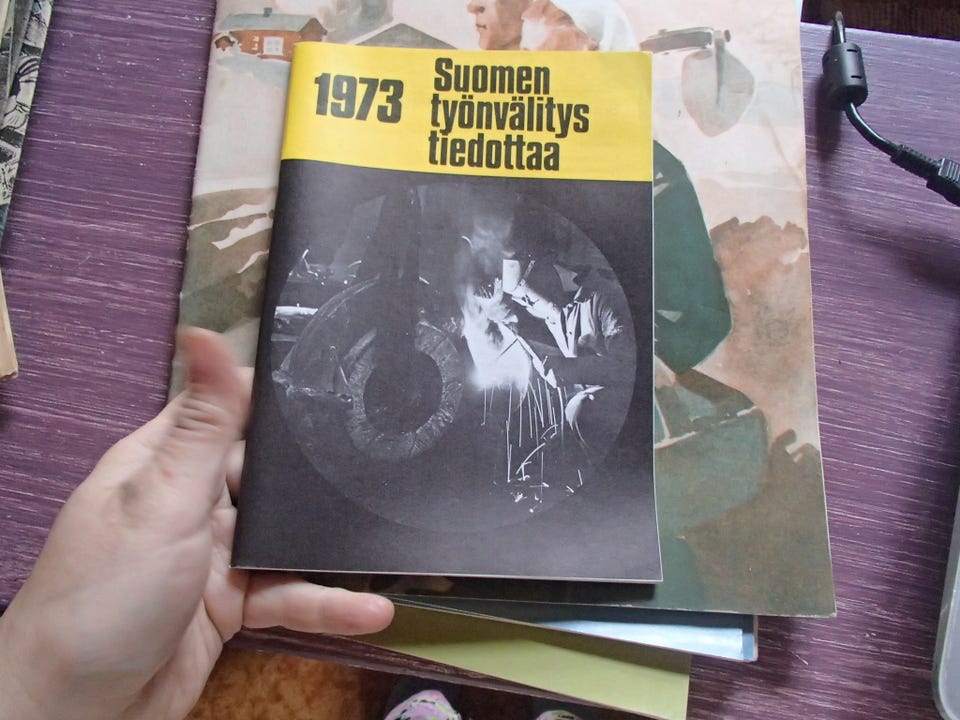 1973
Suomen
työnvälitys
tiedottaa